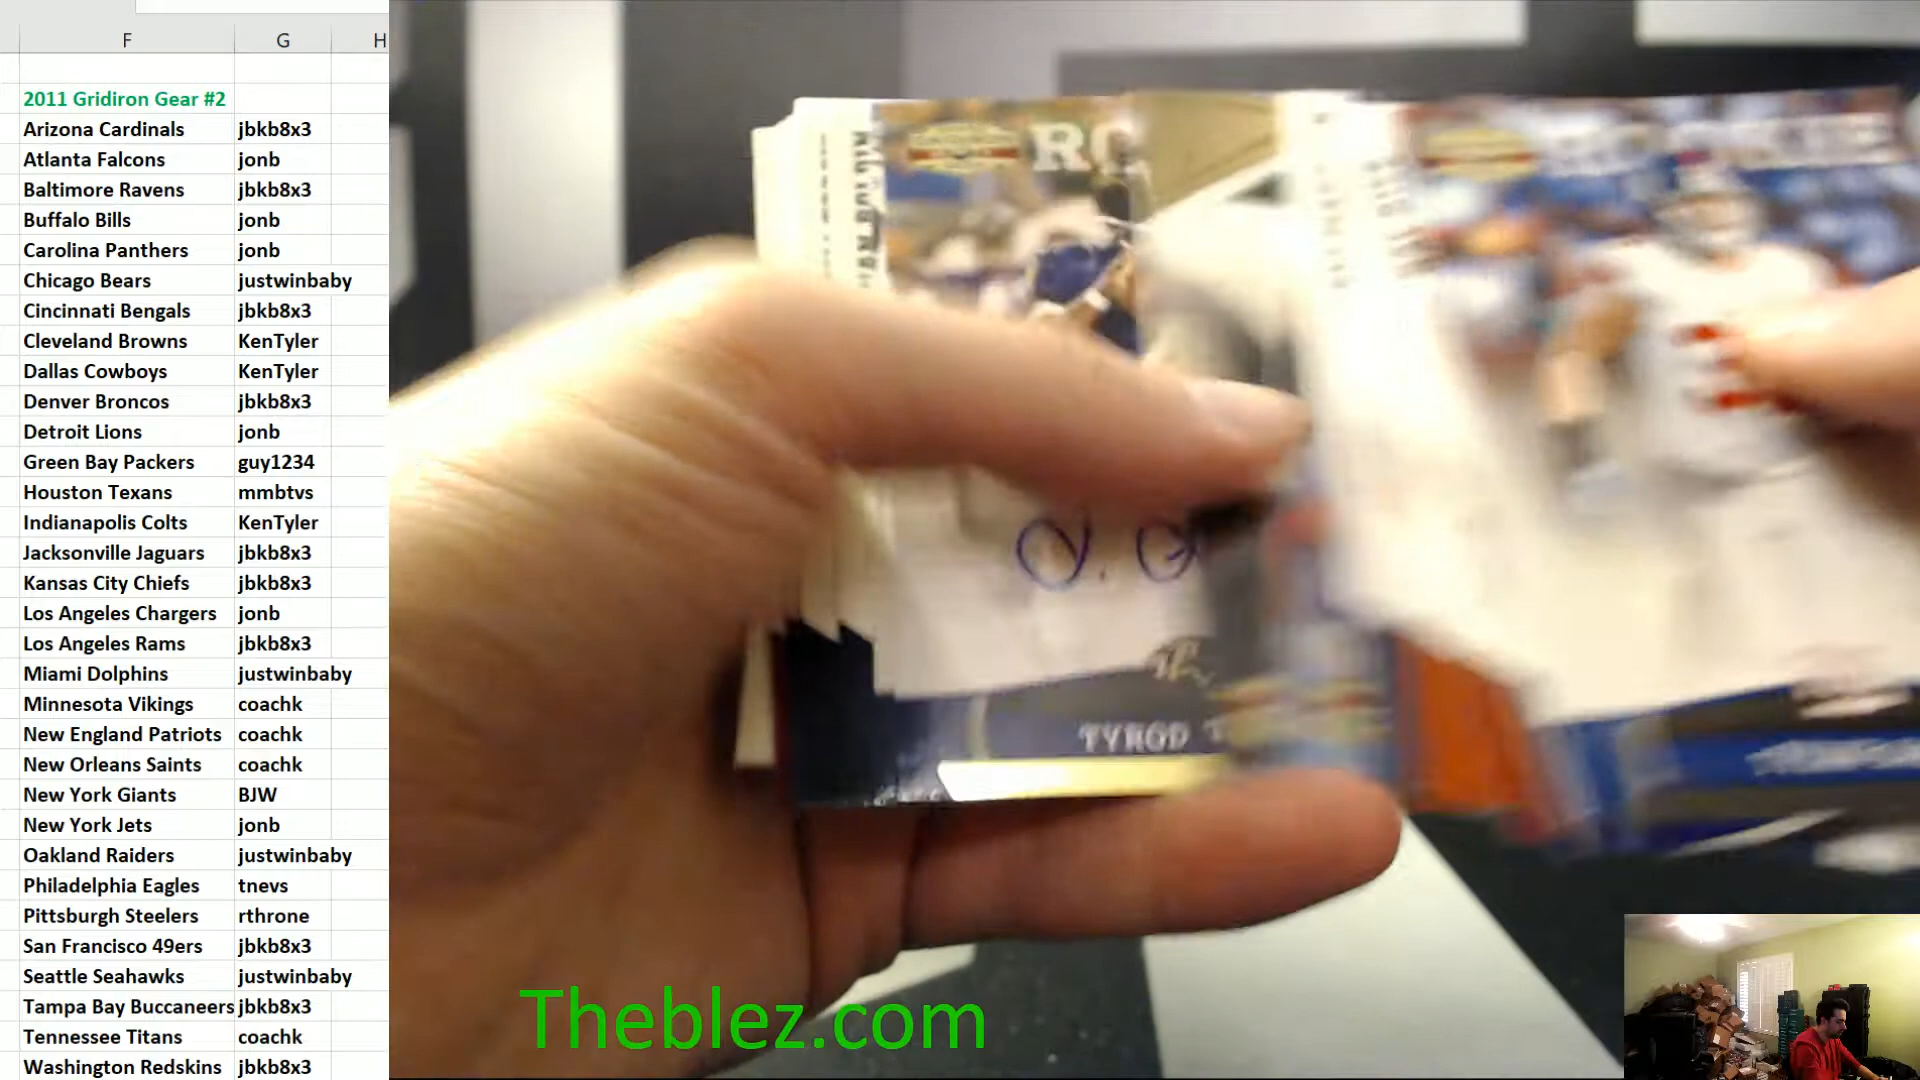 F G H
2011 Gridiron Gear #2
Arizona Cardinals jbkb8x3
Atlanta Falcons jonb
Baltimore Ravens jbkb8x3
Buffalo Bills jonb
Carolina Panthers jonb
Chicago Bears justwinbaby
Cincinnati Bengals jbkb8x3
Cleveland Browns KenTyler
Dallas Cowboys KenTyler
Denver Broncos jbkb8x3
Detroit Lions jonb
Green Bay Packers guy1234
Houston Texans mmbtvs
Indianapolis Colts KenTyler
Jacksonville Jaguars jbkb8x3
Kansas City Chiefs jbkb8x3
Los Angeles Chargers jonb
Los Angeles Rams jbkb8x3
Miami Dolphins justwinbaby
Minnesota Vikings coachk
New England Patriots coachk
New Orleans Saints coachk
New York Giants BJW
New York Jets jonb
Oakland Raiders justwinbaby
Philadelphia Eagles tnevs
Pittsburgh Steelers rthrone
San Francisco 49ers jbkb8x3
Seattle Seahawks justwinbaby
Tampa Bay Buccaneers jbkb8x3
Tennessee Titans coachk
Washington Redskins jbkb8x3
RO
TYROD T
ROOKIE
Theblez.com